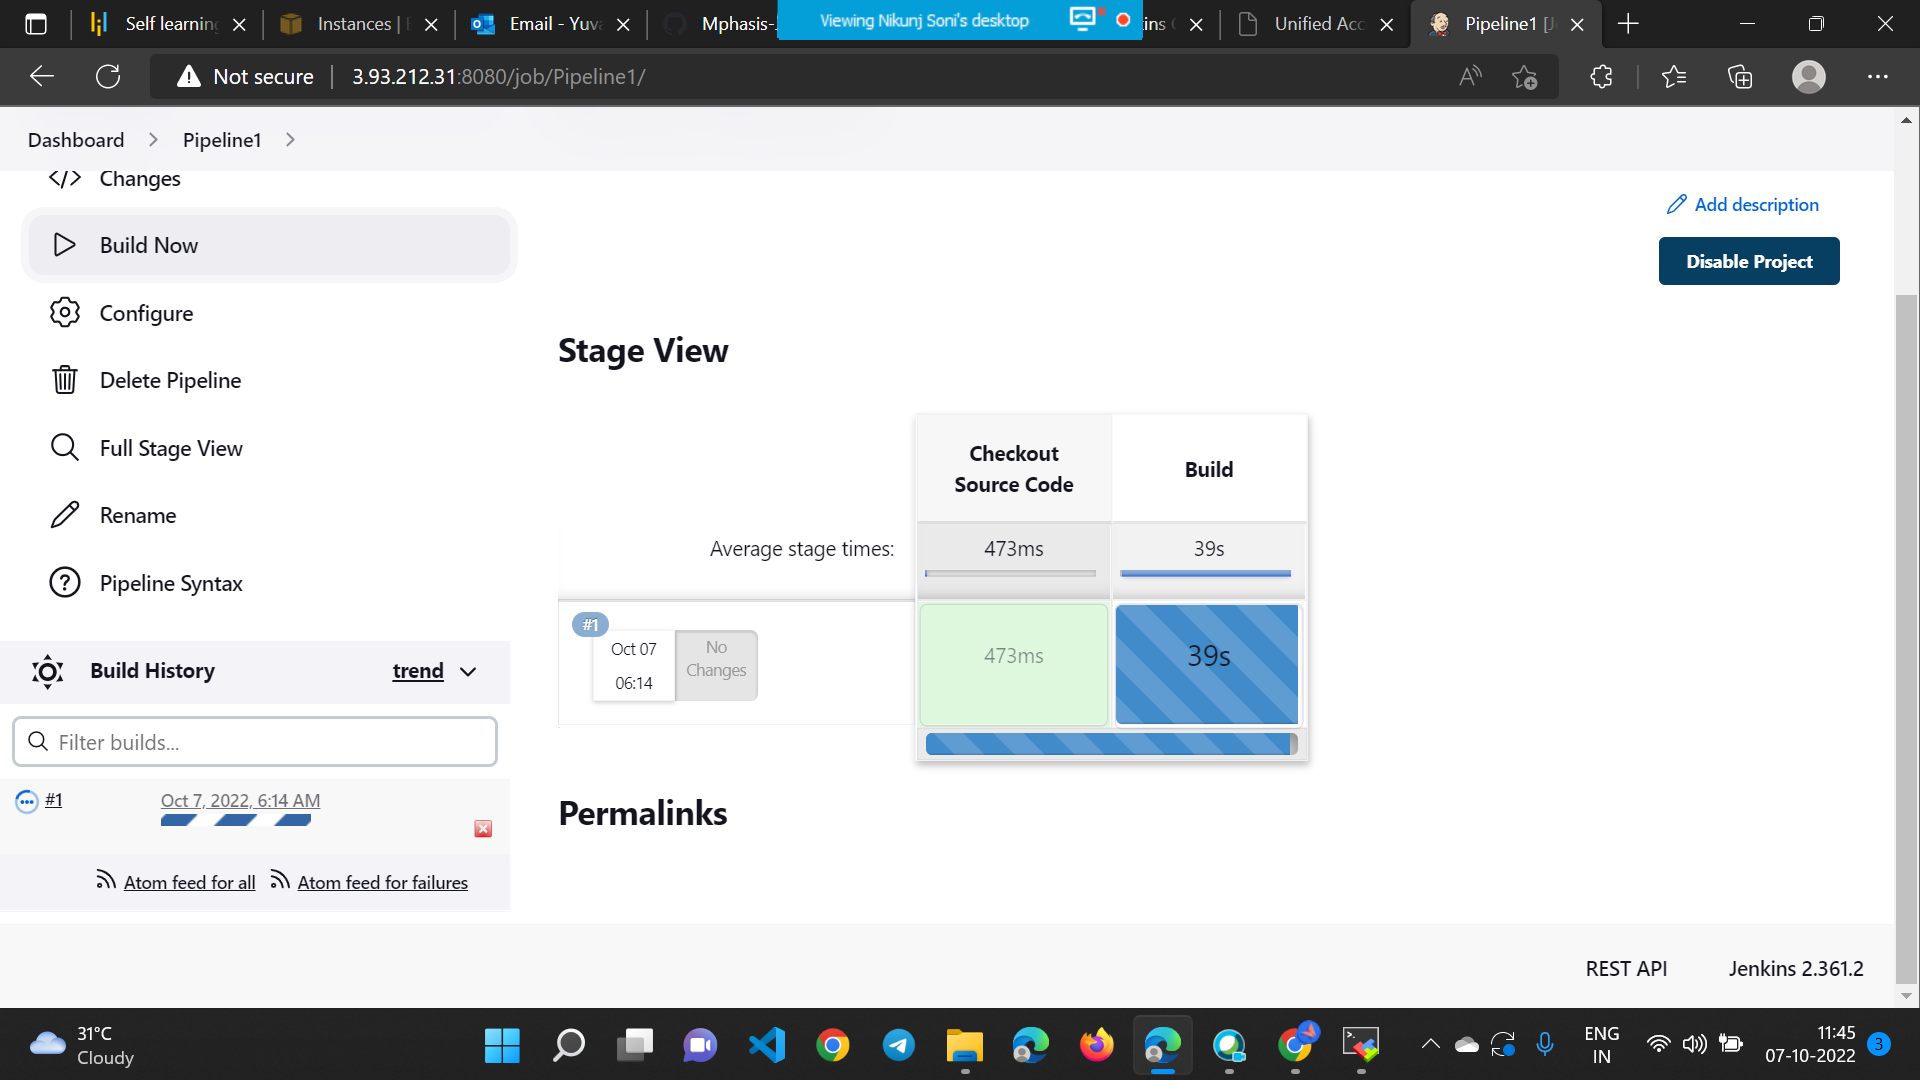 Self learning
Instances | E
Email - Yuva
Mphasis-
Viewing Nikunj Soni's desktop
ins
Unified Acc
Pipeline1 [J
Not secure
3.93.212.31:8080/job/Pipeline1/
Dashboard
Pipeline1
Changes
Add description
Build Now
Disable Project
Configure
Stage View
Delete Pipeline
Full Stage View
Checkout
Source Code
Build
Rename
Average stage times:
473ms
39s
Pipeline Syntax
#1
Oct 07
06:14
No
Changes
473ms
39s
Build History
trend
Filter builds...
#1
Oct 7, 2022, 6:14 AM
Permalinks
Atom feed for all
Atom feed for failures
REST API
Jenkins 2.361.2
31°C
Cloudy
ENG
IN
11:45
07-10-2022
3